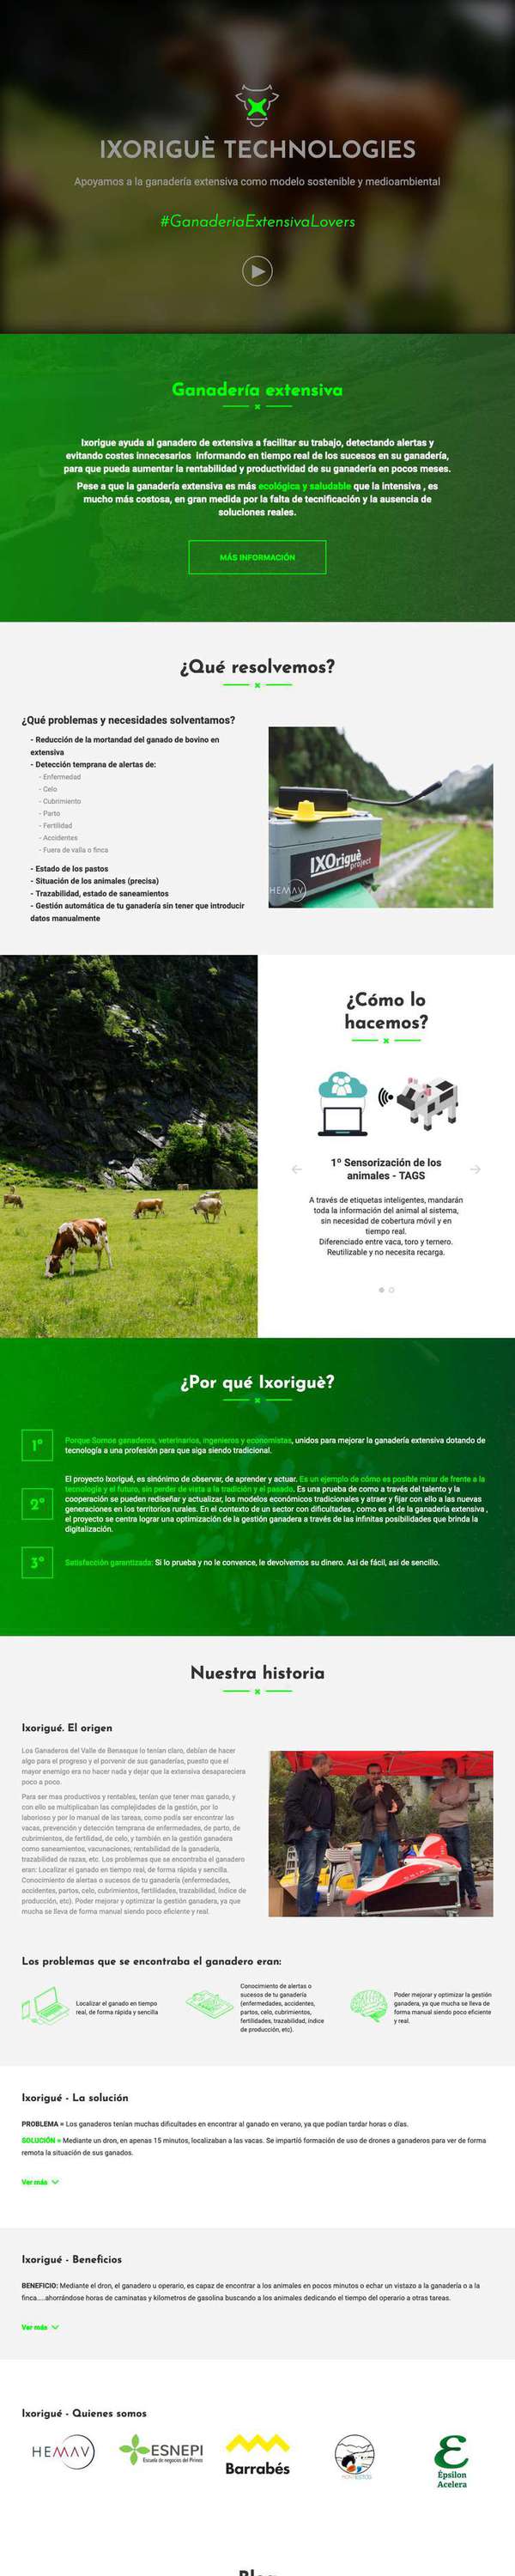 IXORIGUÈ TECHNOLOGIES
Apoyamos a la ganadería extensiva como modelo sostenible y medioambiental
#GanaderiaExtensivaLovers
Ganadería extensiva
Ixorigue ayuda al ganadero de extensiva a facilitar su trabajo, detectando alertas y
evitando costes innecesarios informando en tiempo real de los sucesos en su ganadería,
para que pueda aumentar la rentabilidad y productividad de su ganadería en pocos meses.
Pese a que la ganadería extensiva es más ecológica y saludable que la intensiva , es
mucho más costosa, en gran medida por la falta de tecnificación y la ausencia de
soluciones reales.
MÁS INFORMACIÓN
¿Qué resolvemos?
¿Qué problemas y necesidades solventamos?
- Reducción de la mortandad del ganado de bovino en
extensiva
- Detección temprana de alertas de:
- Enfermedad
- Celo
- Cubrimiento
- Parto
- Fertilidad
- Accidentes
- Fuera de valla o finca
- Estado de los pastos
- Situación de los animales (precisa)
- Trazabilidad, estado de saneamientos
- Gestión automática de tu ganadería sin tener que introducir
datos manualmente
IXOriguè
project
HEMAV
¿Cómo lo
hacemos?
1º Sensorización de los
animales - TAGS
A través de etiquetas inteligentes, mandarán
toda la información del animal al sistema,
sin necesidad de cobertura móvil y en
tiempo real.
Diferenciado entre vaca, toro y ternero.
Reutilizable y no necesita recarga.
¿Por qué Ixoriguè?
1º
Porque Somos ganaderos, veterinarios, ingenieros y economistas, unidos para mejorar la ganadería extensiva dotando de
tecnología a una profesión para que siga siendo tradicional.
2º
El proyecto Ixorigué, es sinónimo de observar, de aprender y actuar. Es un ejemplo de cómo es posible mirar de frente a la
tecnología y el futuro, sin perder de vista a la tradición y el pasado. Es una prueba de como a través del talento y la
cooperación se pueden rediseñar y actualizar, los modelos económicos tradicionales y atraer y fijar con ello a las nuevas
generaciones en los territorios rurales. En el contexto de un sector con dificultades , como es el de la ganadería extensiva ,
el proyecto se centra lograr una optimización de la gestión ganadera a través de las infinitas posibilidades que brinda la
digitalización.
3º
Satisfacción garantizada: Si lo prueba y no le convence, le devolvemos su dinero. Asi de fácil, asi de sencillo.
Nuestra historia
Ixorigué. El origen
Los Ganaderos del Valle de Benasque lo tenían claro, debían de hacer
algo para el progreso y el porvenir de sus ganaderías, puesto que el
mayor enemigo era no hacer nada y dejar que la extensiva desapareciera
poco a poco.
Para ser mas productivos y rentables, tenían que tener mas ganado, y
con ello se multiplicaban las complejidades de la gestión, por lo
laborioso y por lo manual de las tareas, como podía ser encontrar las
vacas, prevención y detección temprana de enfermedades, de parto, de
cubrimientos, de fertilidad, de celo, y también en la gestión ganadera
como saneamientos, vacunaciones, rentabilidad de la ganadería,
trazabilidad de razas, etc. Los problemas que se encontraba el ganadero
eran: Localizar el ganado en tiempo real, de forma rápida y sencilla.
Conocimiento de alertas o sucesos de tu ganadería (enfermedades,
accidentes, partos, celo, cubrimientos, fertilidades, trazabilidad, índice de
producción, etc). Poder mejorar y optimizar la gestión ganadera, ya que
mucha se lleva de forma manual siendo poco eficiente y real.
Los problemas que se encontraba el ganadero eran:
Localizar el ganado en tiempo
real, de forma rápida y sencilla
Conocimiento de alertas o
sucesos de tu ganadería
(enfermedades, accidentes,
partos, celo, cubrimientos,
fertilidades, trazabilidad, índice
de producción, etc).
Poder mejorar y optimizar la gestión
ganadera, ya que mucha se lleva de
forma manual siendo poco eficiente
y real.
Ixorigué - La solución
PROBLEMA = Los ganaderos tenían muchas dificultades en encontrar al ganado en verano, ya que podían tardar horas o días.
SOLUCIÓN = Mediante un dron, en apenas 15 minutos, localizaban a las vacas. Se impartió formación de uso de drones a ganaderos para ver de forma
remota la situación de sus ganados.
Ver más
Ixorigué - Beneficios
BENEFICIO: Mediante el dron, el ganadero u operario, es capaz de encontrar a los animales en pocos minutos o echar un vistazo a la ganadería o a la
finca....ahorrándose horas de caminatas y kilometros de gasolina buscando a los animales dedicando el tiempo del operario a otras tareas.
Ver más
Ixorigué - Quienes somos
HEMAV
ESNEPI
Escuela de negocios del Pirineo
Barrabés
Épsilon
Acelera